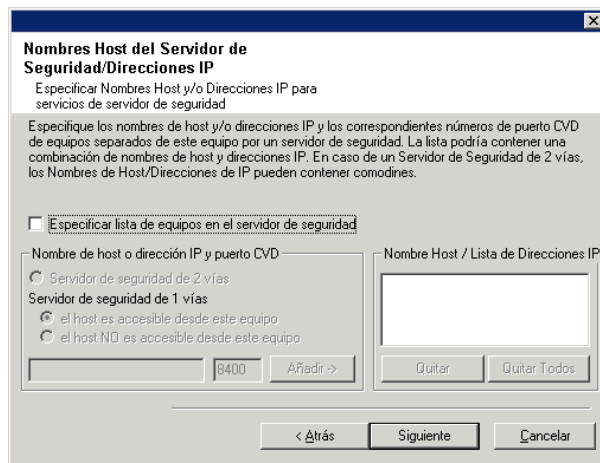 Nombres Host del Servidor de
Seguridad/Direcciones IP
Especificar Nombres Host y/o Direcciones IP para
servicios de servidor de seguridad
Especifique los nombres de host y/o direcciones IP y los correspondientes números de puerto CVD
de equipos separados de este equipo por un servidor de seguridad. La lista podría contener una
combinación de nombres de host y direcciones IP. En caso de un Servidor de Seguridad de 2 vías,
los Nombres de Host/Direcciones de IP pueden contener comodines.
Especificar lista de equipos en el servidor de seguridad
Nombre de host o dirección IP y puerto CVD
Servidor de seguridad de 2 vías
Servidor de seguridad de 1 vías
el host es accesible desde este equipo
el host NO es accesible desde este equipo
8400
Añadir ->
Nombre Host / Lista de Direcciones IP
Quitar
Quitar Todos
< Atrás
Siguiente
Cancelar